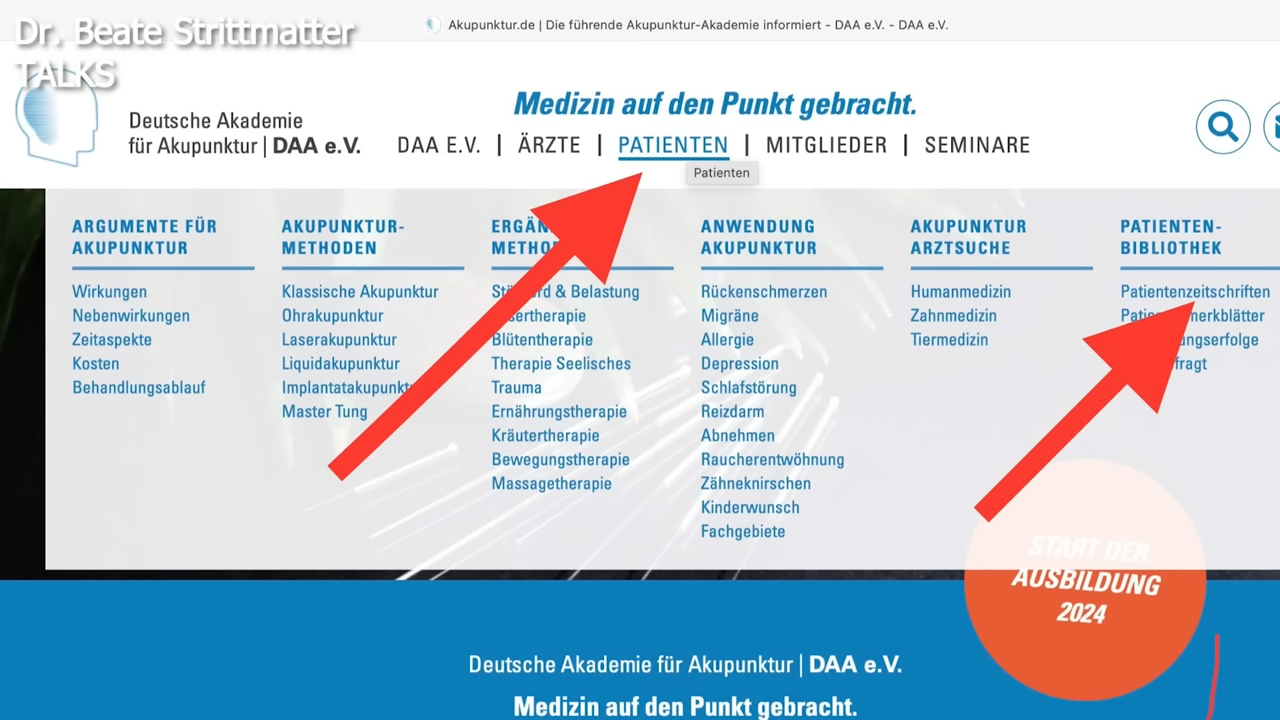 Dr. Beate Strittmatter
TALKS
Akupunktur.de | Die führende Akupunktur-Akademie informiert - DAA e.V. - DAA e.V.
Medizin auf den Punkt gebracht.
Deutsche Akademie
für Akupunktur | DAA e.V.
DAA E.V. | ÄRZTE | PATIENTEN | MITGLIEDER | SEMINARE
Patienten
ARGUMENTE FÜR
AKUPUNKTUR
Wirkungen
Nebenwirkungen
Zeitaspekte
Kosten
Behandlungsablauf
AKUPUNKTUR-
METHODEN
Klassische Akupunktur
Ohrakupunktur
Laserakupunktur
Liquidakupunktur
Implantatakupunktur
Master Tung
& Belastung
Blütentherapie
Therapie Seelisches
Trauma
Ernährungstherapie
Kräutertherapie
Bewegungstherapie
Massagetherapie
ANWENDUNG
AKUPUNKTUR
Rückenschmerzen
Migräne
Allergie
Depression
Schlafstörung
Reizdarm
Abnehmen
Raucherentwöhnung
Zähneknirschen
Kinderwunsch
Fachgebiete
AKUPUNKTUR
ARZTSUCHE
Humanmedizin
Zahnmedizin
Tiermedizin
PATIENTEN-
BIBLIOTHEK
Patientenzeitschriften
START DER
AUSBILDUNG
2024
Deutsche Akademie für Akupunktur | DAA e.V.
Medizin auf den Punkt gebracht.